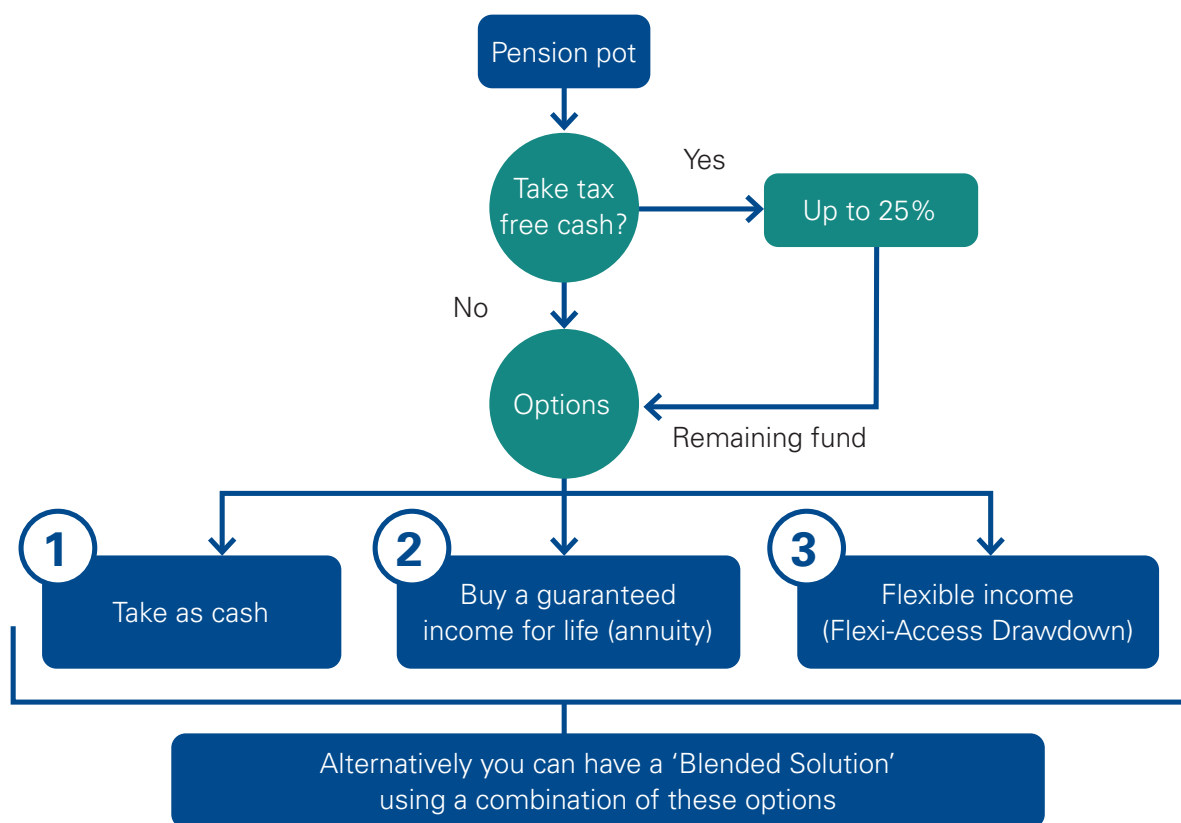 Pension pot
Take tax
free cash?
Yes
Up to 25%
No
Options
Remaining fund
1
Take as cash
2
Buy a guaranteed
income for life (annuity)
3
Flexible income
(Flexi-Access Drawdown)
Alternatively you can have a ‘Blended Solution’
using a combination of these options